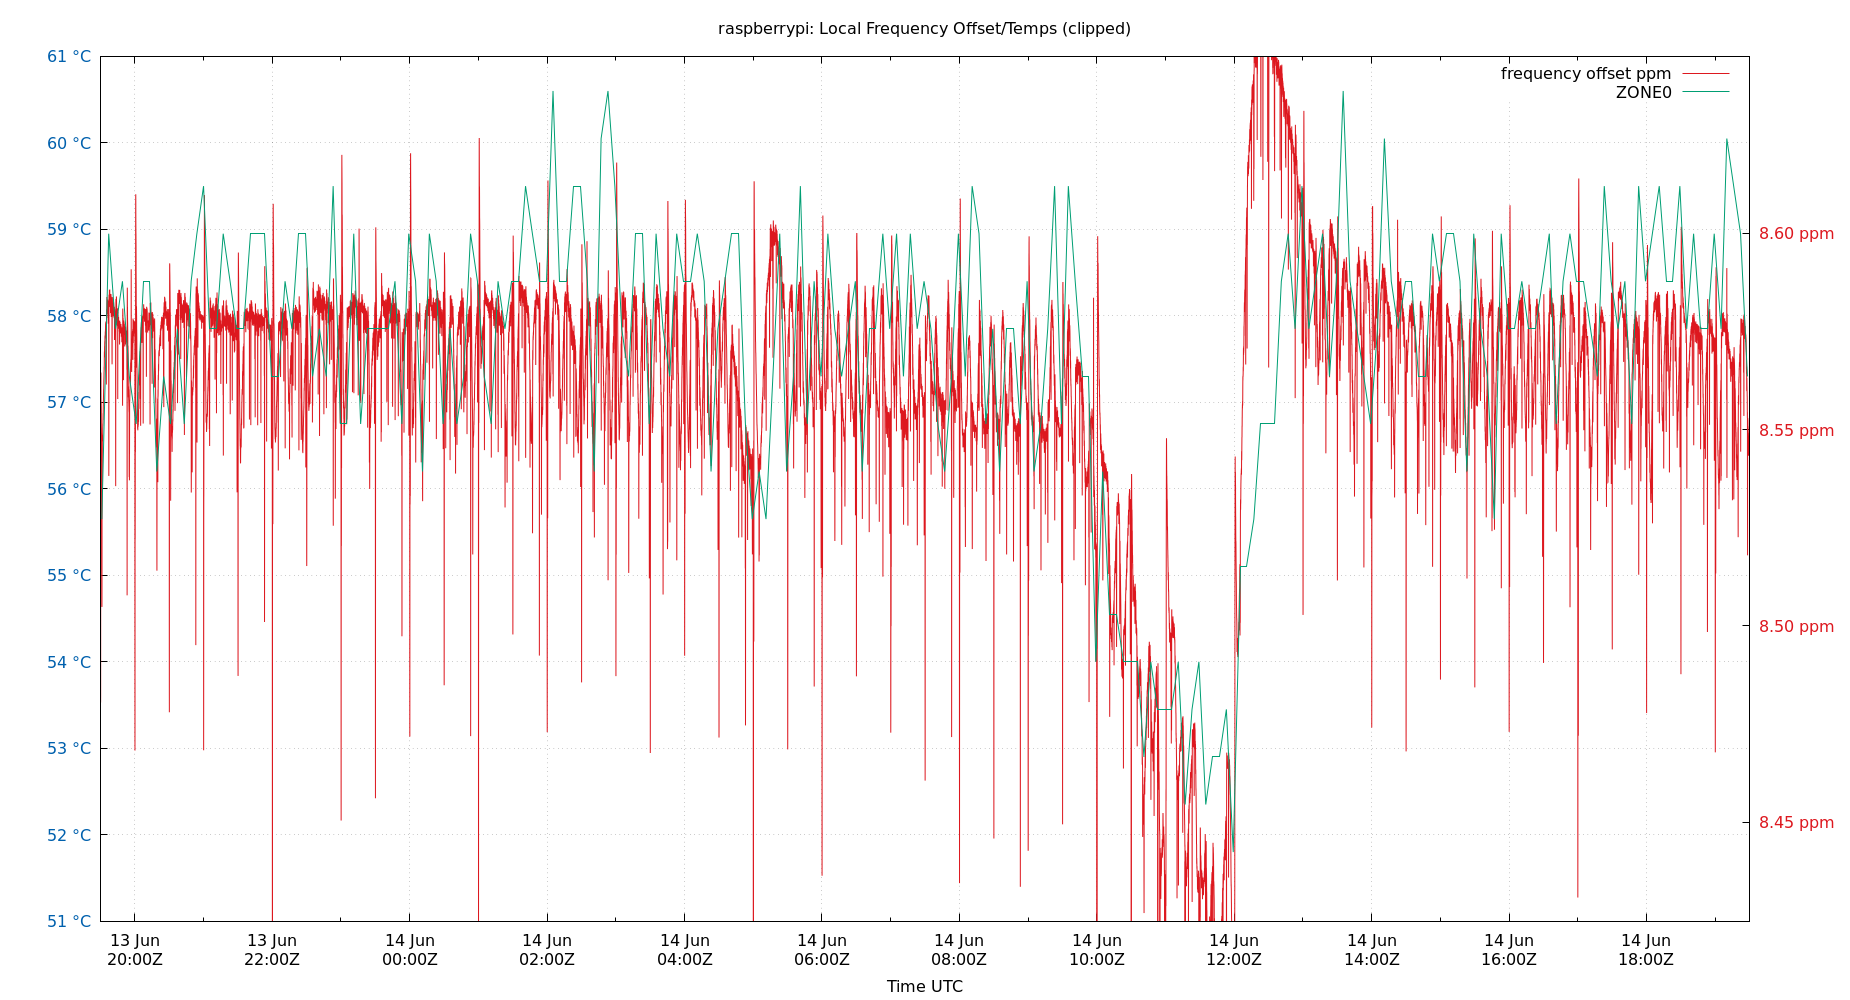 raspberrypi: Local Frequency Offset/Temps (clipped)
frequency offset ppm
ZONE0
61 °C
60 °C
59 °C
58 °C
57 °C
56 °C
55 °C
54 °C
53 °C
52 °C
51 °C
8.60 ppm
8.55 ppm
8.50 ppm
8.45 ppm
13 Jun 13 Jun 14 Jun 14 Jun 14 Jun 14 Jun 14 Jun 14 Jun 14 Jun 14 Jun 14 Jun 14 Jun
20:00Z 22:00Z 00:00Z 02:00Z 04:00Z 06:00Z 08:00Z 10:00Z 12:00Z 14:00Z 16:00Z 18:00Z
Time UTC